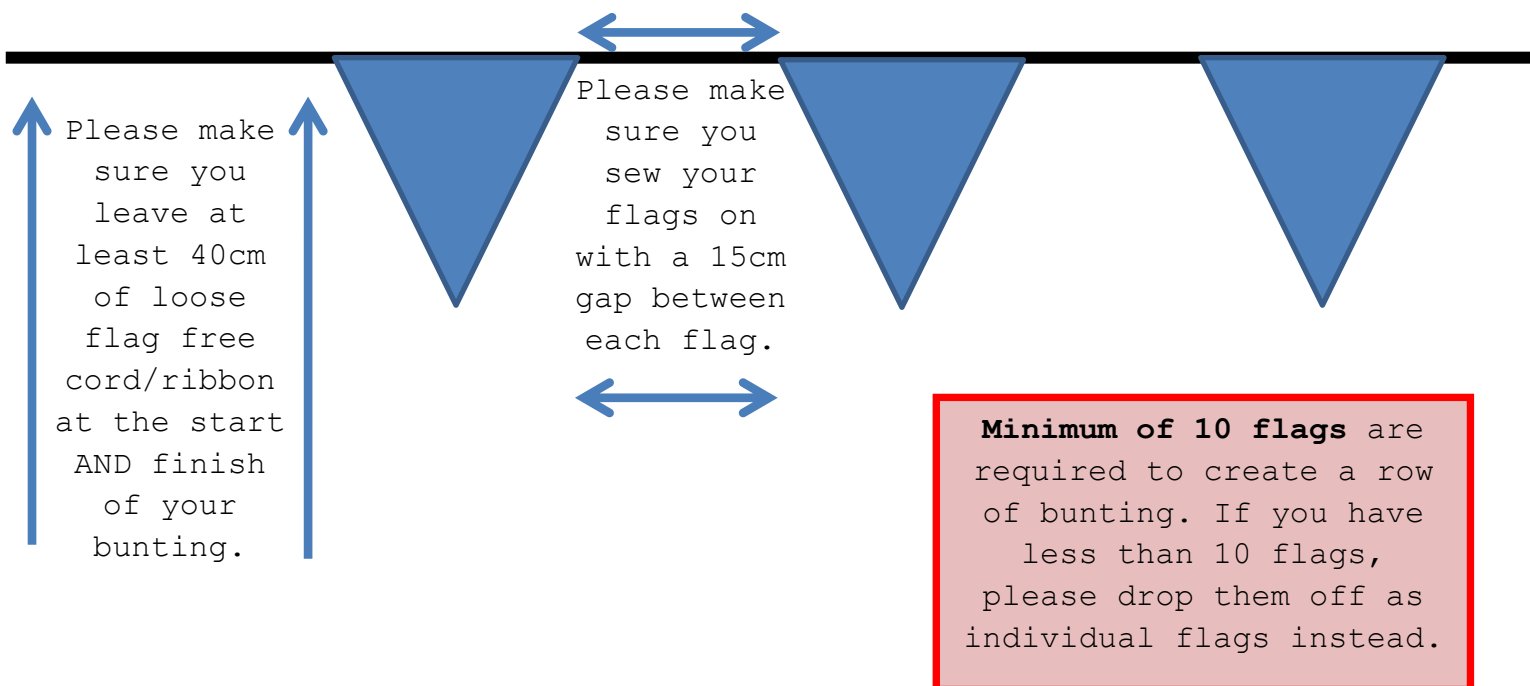 Please make
sure you
leave at
least 40cm
of loose
flag free
cord/ribbon
at the start
AND finish
of your
bunting.
Please make
sure you
sew your
flags on
with a 15cm
gap between
each flag.
Minimum of 10 flags are
required to create a row
of bunting. If you have
less than 10 flags,
please drop them off as
individual flags instead.